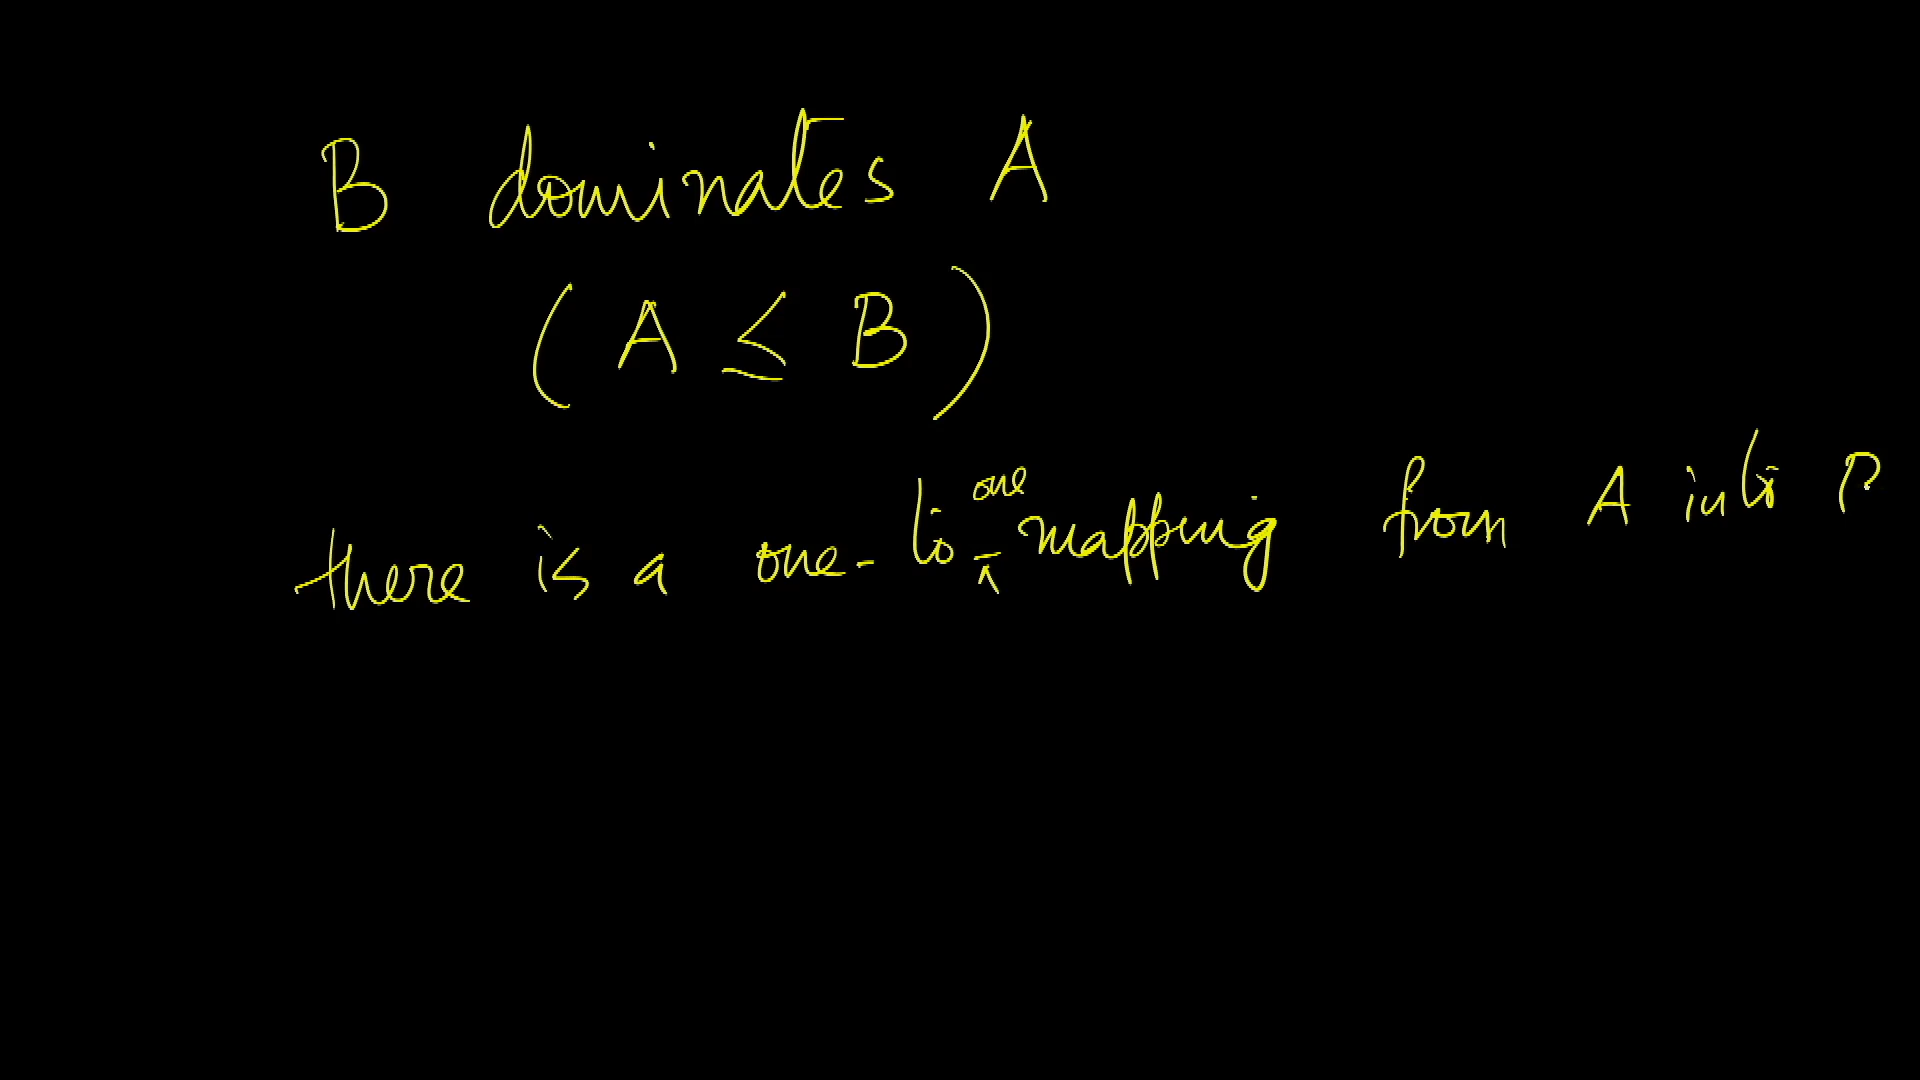 B dominates A
( A ≤ B )
there is a one-to-one mapping from A into